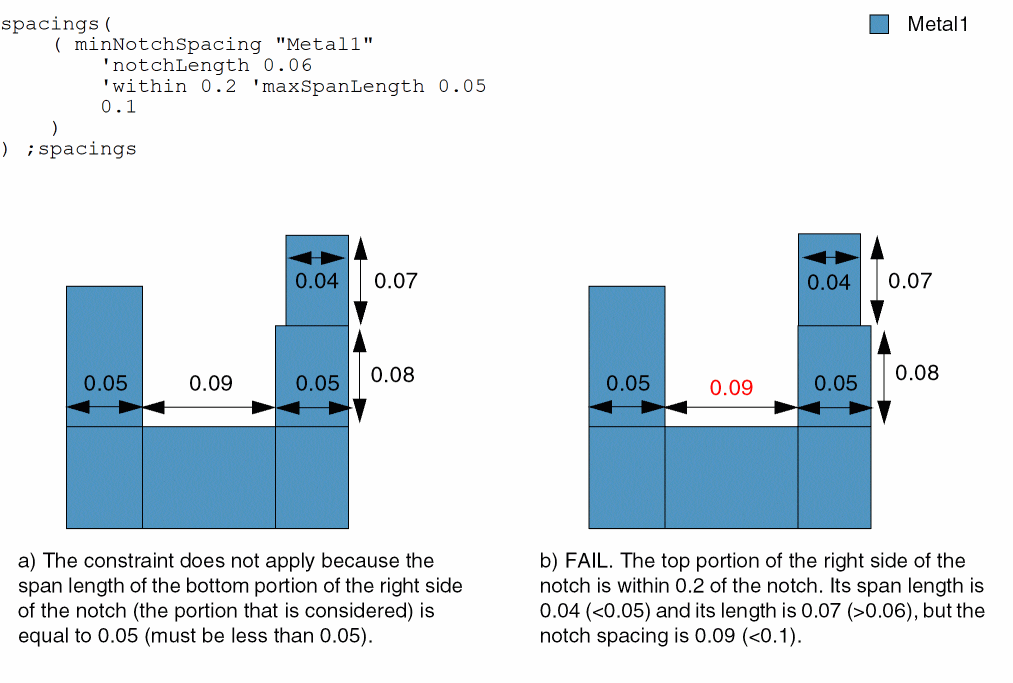 spacings(
( minNotchSpacing "Metal1"
'notchLength 0.06
'within 0.2 'maxSpanLength 0.05
0.1
)
) ;spacings
Metal1
0.04
0.07
0.05
0.09
0.05
0.08
0.04
0.07
0.05
0.09
0.05
0.08
a) The constraint does not apply because the
span length of the bottom portion of the right side
of the notch (the portion that is considered) is
equal to 0.05 (must be less than 0.05).
b) FAIL. The top portion of the right side of the
notch is within 0.2 of the notch. Its span length is
0.04 (<0.05) and its length is 0.07 (>0.06), but the
notch spacing is 0.09 (<0.1).